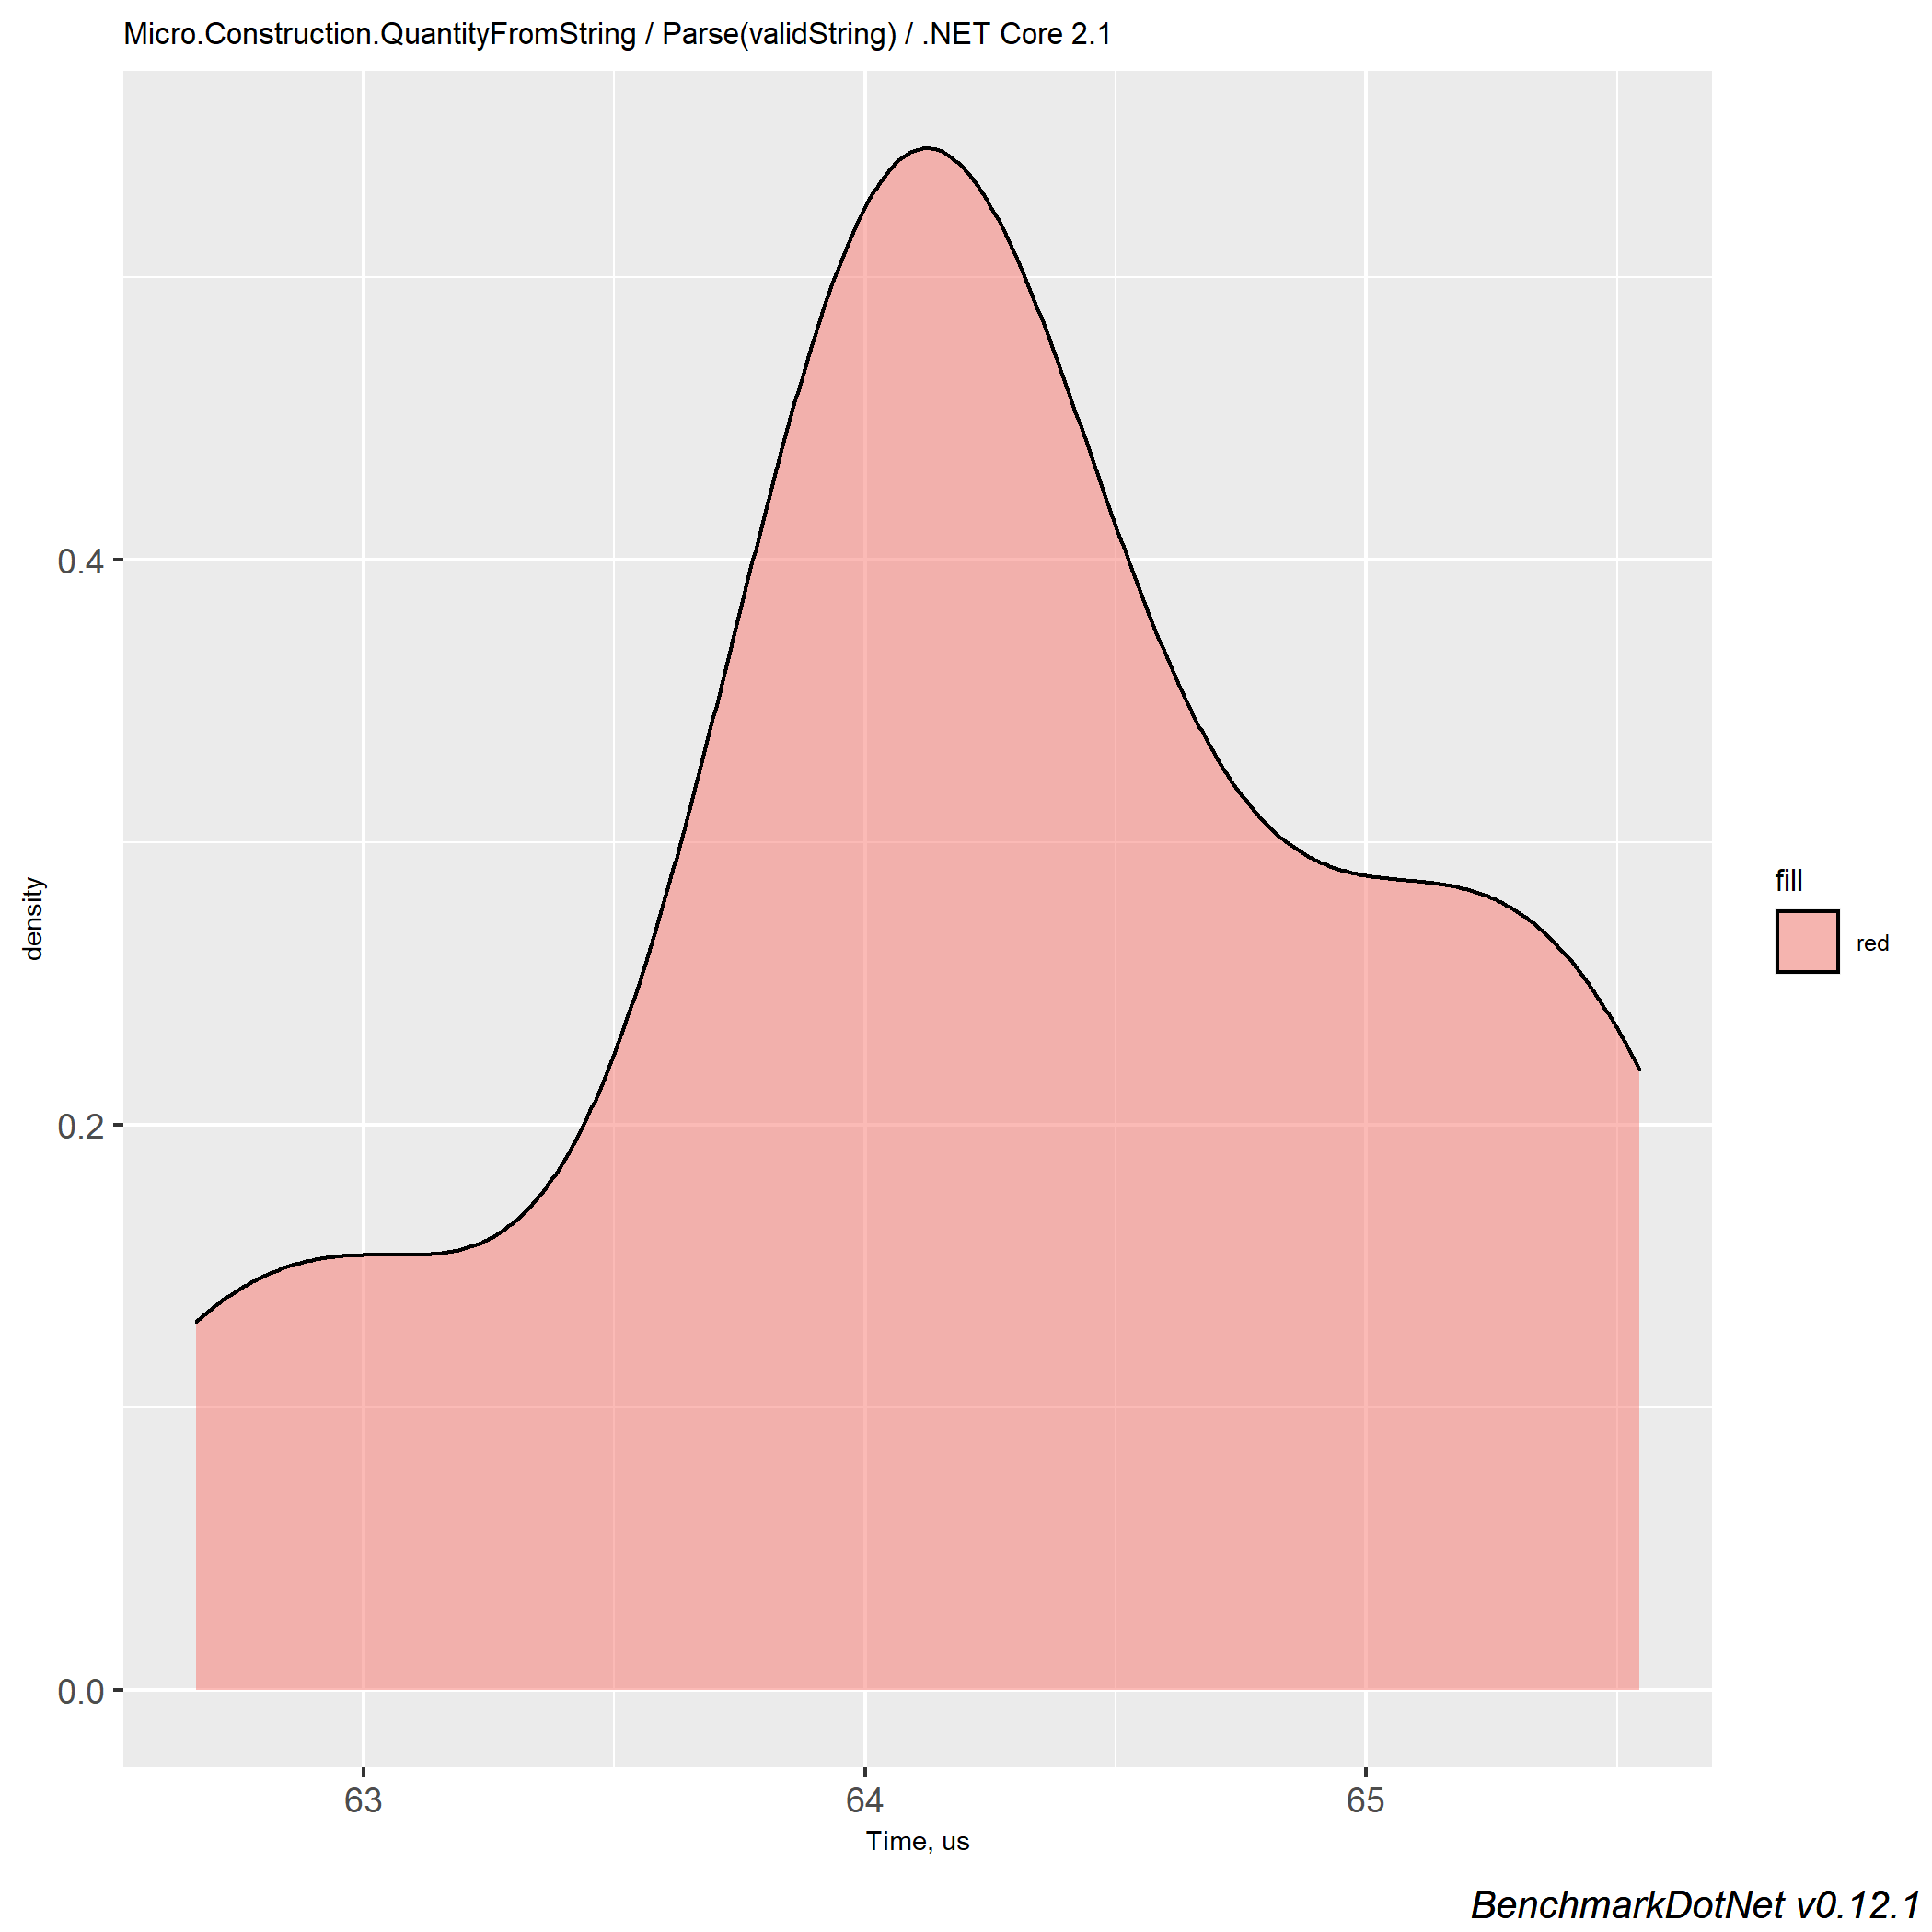 Micro.Construction.QuantityFromString / Parse(validString) / .NET Core 2.1
0.4
0.2
0.0
density
63
64
65
Time, us
fill
red
BenchmarkDotNet v0.12.1